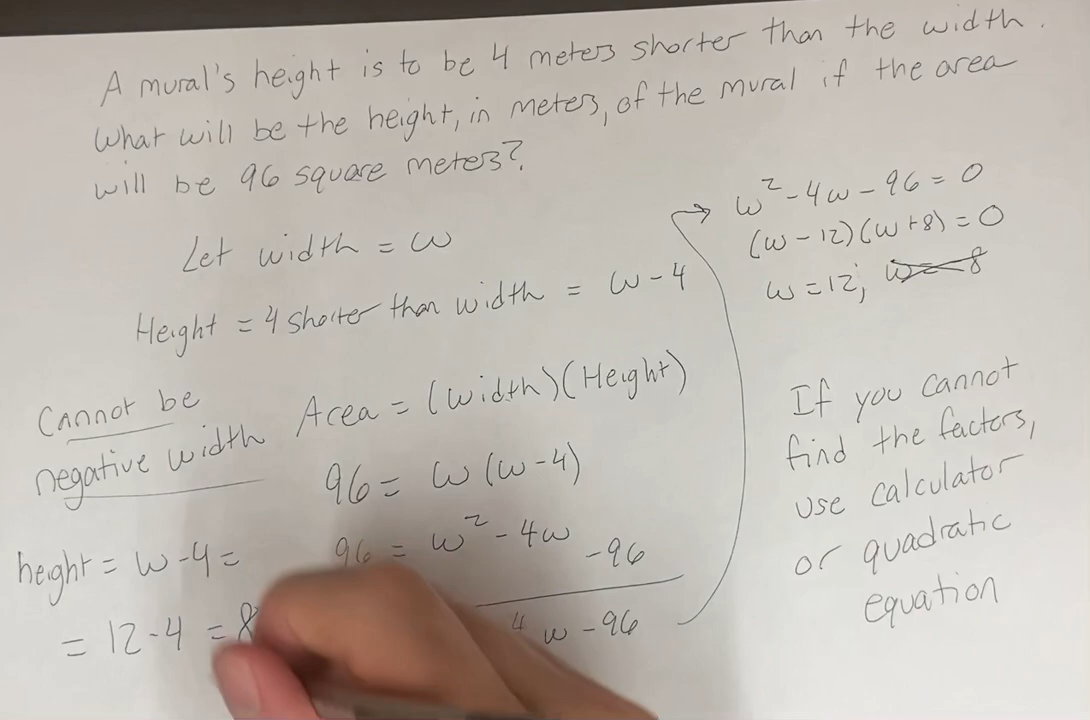 A mural's height is to be 4 meters shorter than the width.
What will be the height, in meters, of the mural if the area
will be 96 square meters?
Let width = w
Height = 4 shorter than width = w - 4
Area = (width)(Height)
96 = w (w - 4)
96 = w² - 4w
-96
4w - 96
w² - 4w - 96 = 0
(w - 12)(w + 8) = 0
w = 12; w = -8
Cannot be
negative width
height = w - 4 =
= 12 - 4 = 8
If you cannot
find the factors,
use calculator
or quadratic
equation